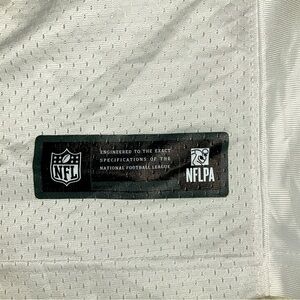 NFL
ENGINEERED TO THE EXACT
SPECIFICATIONS OF THE
NATIONAL FOOTBALL LEAGUE
NFLPA